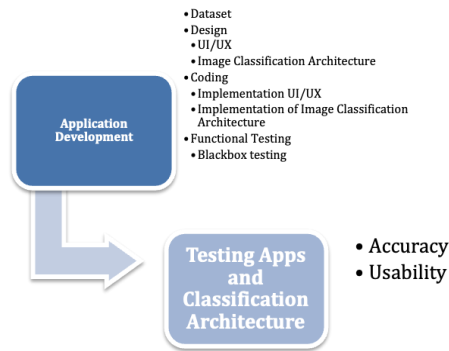 • Dataset
• Design
• UI/UX
• Image Classification Architecture
• Coding
• Implementation UI/UX
• Implementation of Image Classification
Architecture
• Functional Testing
• Blackbox testing
Application
Development
Testing Apps
and
Classification
Architecture
• Accuracy
• Usability